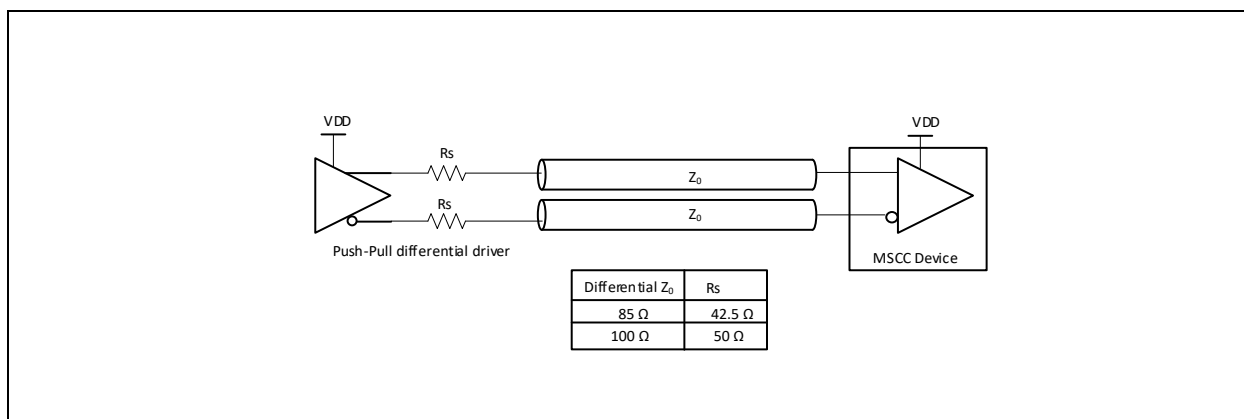 VDD
VDD
Rs
Z₀
Rs
Z₀
Push-Pull differential driver
MSCC Device
Differential Z₀ Rs
85 Ω 42.5 Ω
100 Ω 50 Ω